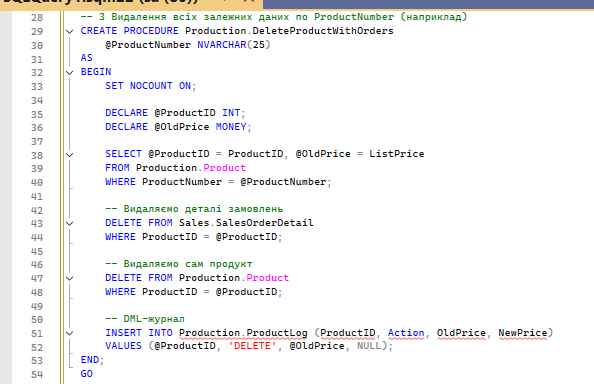 28 -- 3 Видалення всіх залежних даних по ProductNumber (наприклад)
29 CREATE PROCEDURE Production.DeleteProductWithOrders
30 @ProductNumber NVARCHAR(25)
31 AS
32 BEGIN
33 SET NOCOUNT ON;
34
35 DECLARE @ProductID INT;
36 DECLARE @OldPrice MONEY;
37
38 SELECT @ProductID = ProductID, @OldPrice = ListPrice
39 FROM Production.Product
40 WHERE ProductNumber = @ProductNumber;
41
42 -- Видаляємо деталі замовлень
43 DELETE FROM Sales.SalesOrderDetail
44 WHERE ProductID = @ProductID;
45
46 -- Видаляємо сам продукт
47 DELETE FROM Production.Product
48 WHERE ProductID = @ProductID;
49
50 -- DML-журнал
51 INSERT INTO Production.ProductLog (ProductID, Action, OldPrice, NewPrice)
52 VALUES (@ProductID, 'DELETE', @OldPrice, NULL);
53 END;
54 GO